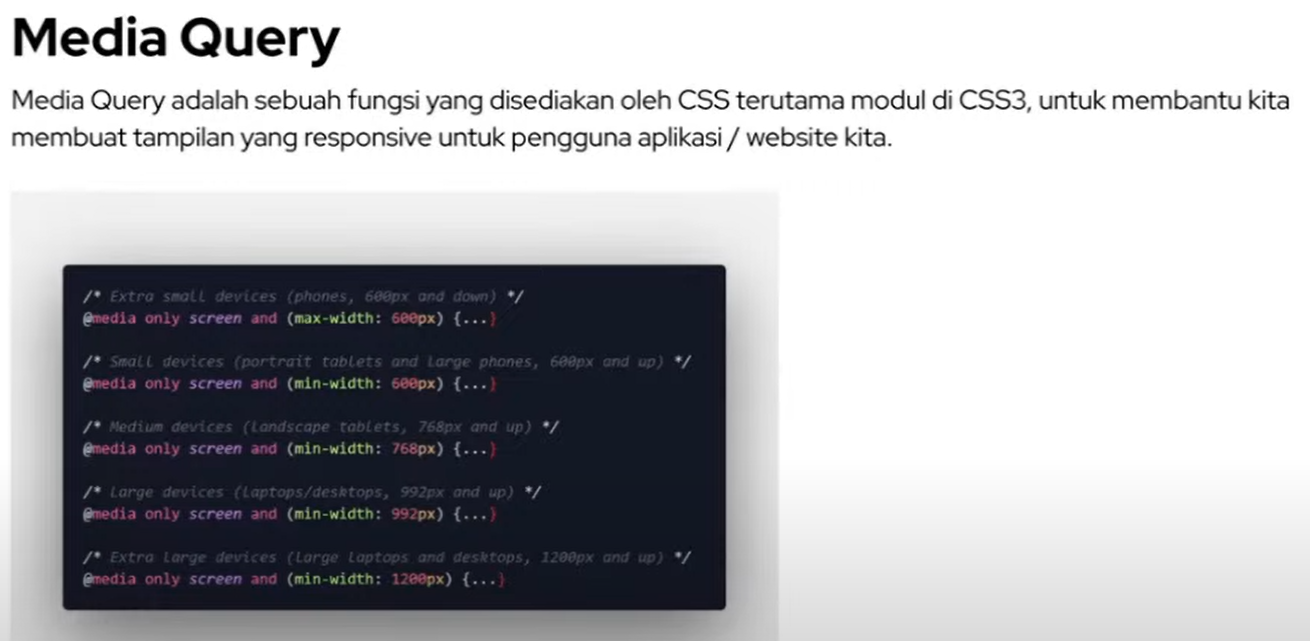 Media Query
Media Query adalah sebuah fungsi yang disediakan oleh CSS terutama modul di CSS3, untuk membantu kita
membuat tampilan yang responsive untuk pengguna aplikasi / website kita.
/* Extra small devices (phones, 600px and down) */
@media only screen and (max-width: 600px) {...}
/* Small devices (portrait tablets and large phones, 600px and up) */
@media only screen and (min-width: 600px) {...}
/* Medium devices (landscape tablets, 768px and up) */
@media only screen and (min-width: 768px) {...}
/* Large devices (laptops/desktops, 992px and up) */
@media only screen and (min-width: 992px) {...}
/* Extra large devices (large laptops and desktops, 1200px and up) */
@media only screen and (min-width: 1200px) {...}